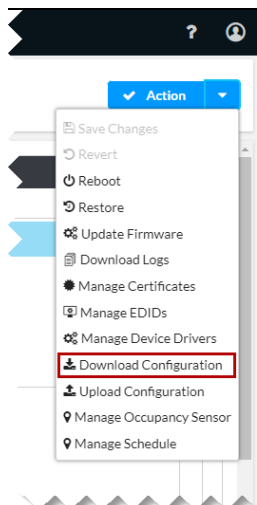 ?
Action
Save Changes
Revert
Reboot
Restore
Update Firmware
Download Logs
Manage Certificates
Manage EDIDs
Manage Device Drivers
Download Configuration
Upload Configuration
Manage Occupancy Sensor
Manage Schedule